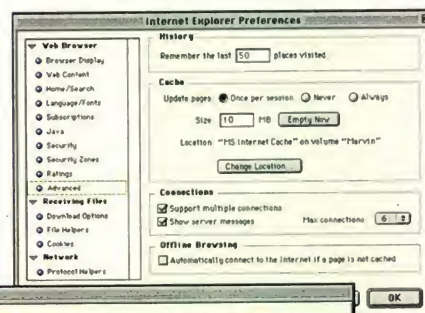 Internet Explorer Preferences
Web Browser
Browser Display
Web Content
Home/Search
Language/Fonts
Subscriptions
Java
Security
Security Zones
Ratings
Advanced
Receiving Files
Download Options
File Helpers
Cookies
Network
Protocol Helpers
History
Remember the last 50 places visited
Cache
Update pages Once per session Never Always
Size 10 MB Empty Now
Location "MS Internet Cache" on volume "Marvin"
Change Location...
Connections
Support multiple connections
Show server messages Max connections 6
Offline Browsing
Automatically connect to the Internet if a page is not cached
OK